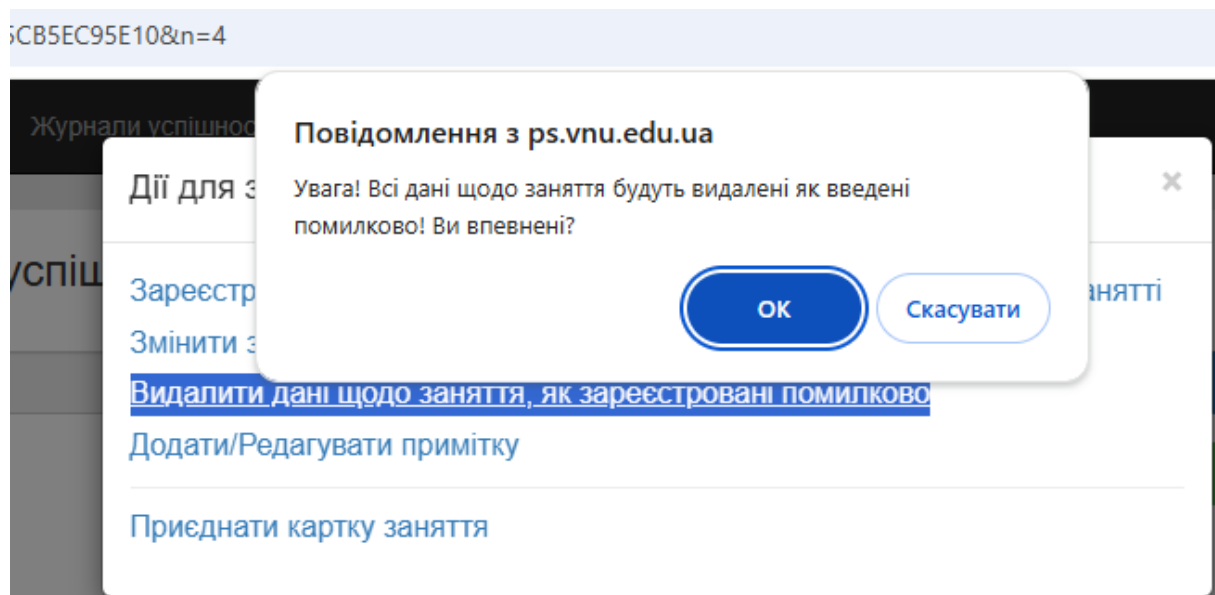 5CB5EC95E10&n=4
Журнали успішнос
Повідомлення з ps.vnu.edu.ua
Дії для з
Увага! Всі дані щодо заняття будуть видалені як введені
помилково! Ви впевнені?
успіш
Зареєстр
анятті
ОК
Скасувати
Змінити з
Видалити дані щодо заняття, як зареєстровані помилково
Додати/Редагувати примітку
Приєднати картку заняття